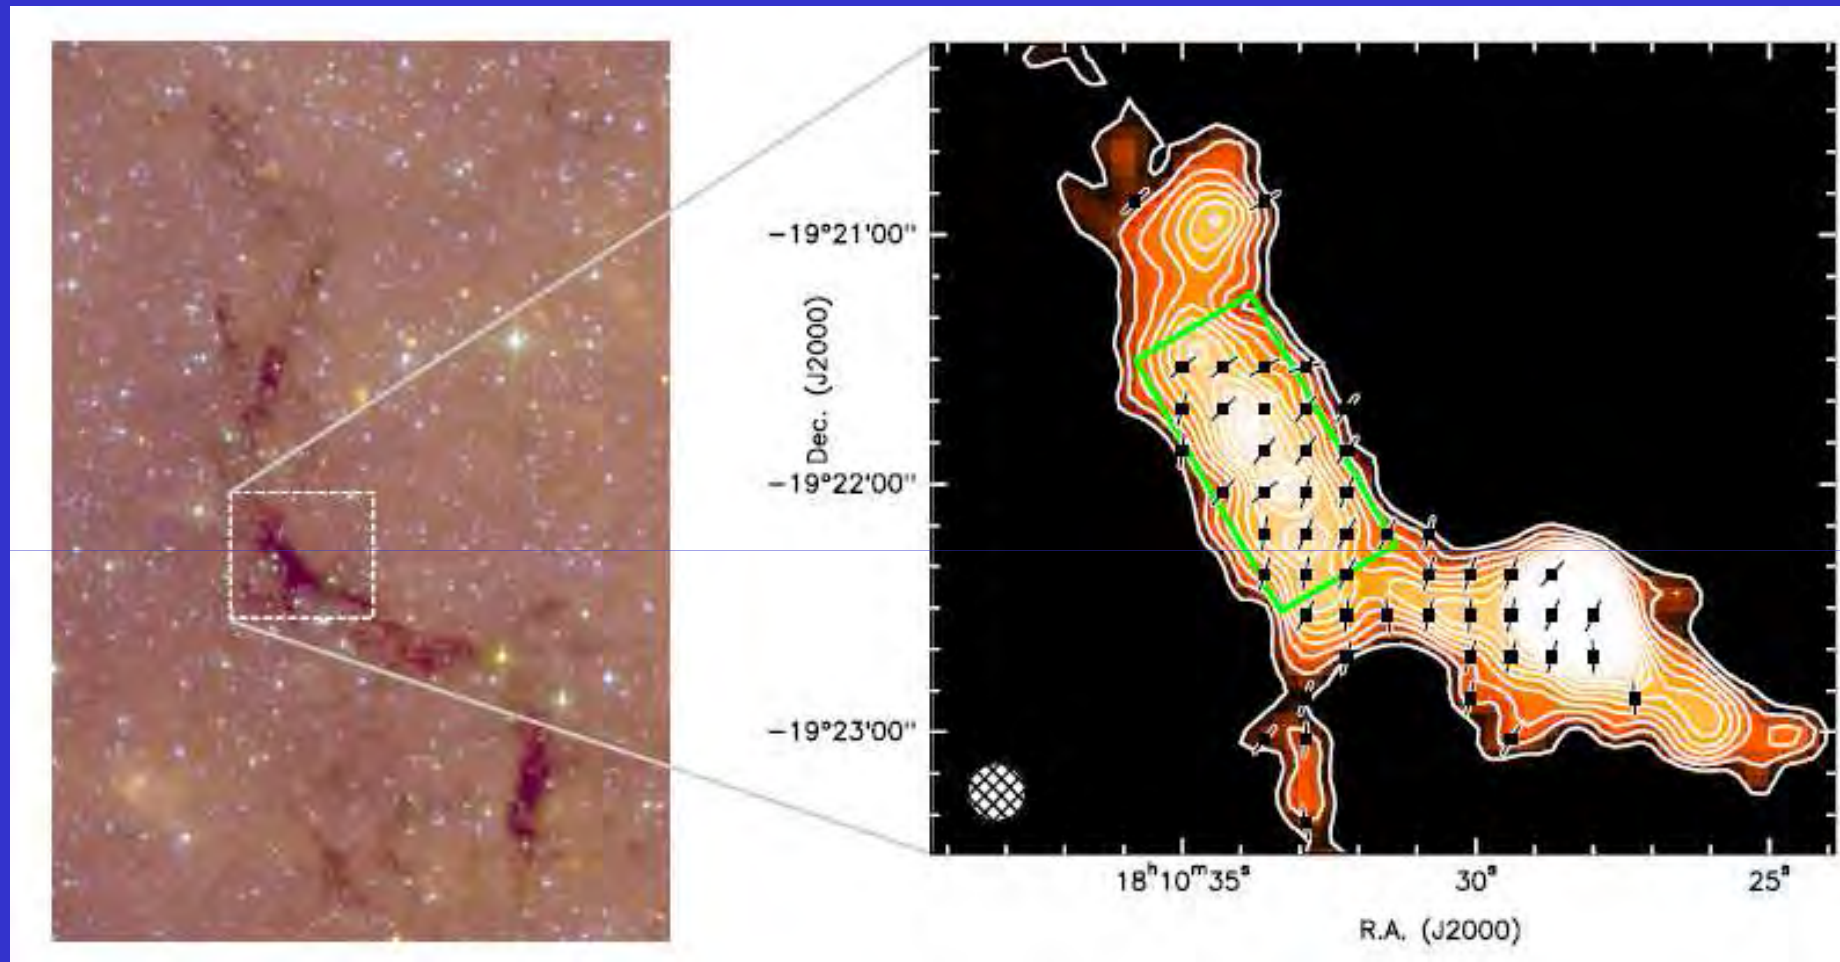 −19°21'00"
Dec. (J2000)
−19°22'00"
−19°23'00"
18ʰ10ᵐ35ˢ 30ˢ 25ˢ
R.A. (J2000)